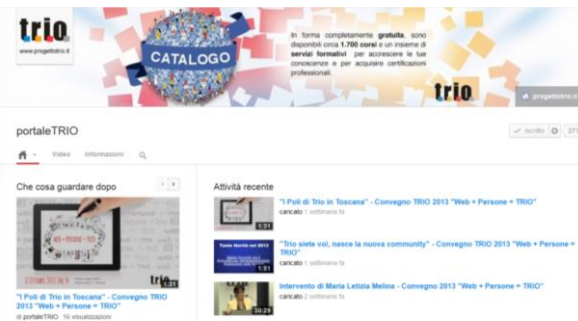 trio
www.progettotrio.it
CATALOGO
In forma completamente gratuita, sono
disponibili circa 1.700 corsi e un insieme di
servizi formativi per accrescere le tue
conoscenze e per acquisire certificazioni
professionali.
trio
progettotrio.it
portaleTRIO
Iscritto
Video Informazioni
Che cosa guardare dopo
trio
1:31
"I Poli di Trio in Toscana" - Convegno TRIO
2013 "Web + Persone = TRIO"
di portaleTRIO 16 visualizzazioni
Attività recente
1:31
"I Poli di Trio in Toscana" - Convegno TRIO 2013 "Web + Persone = TRIO"
caricato 1 settimana fa
1:51
"Trio siete voi, nasce la nuova community" - Convegno TRIO 2013 "Web + Persone =
TRIO"
caricato 1 settimana fa
30:29
Intervento di Maria Letizia Melina - Convegno 2013 "Web + Persone = TRIO"
caricato 2 settimane fa